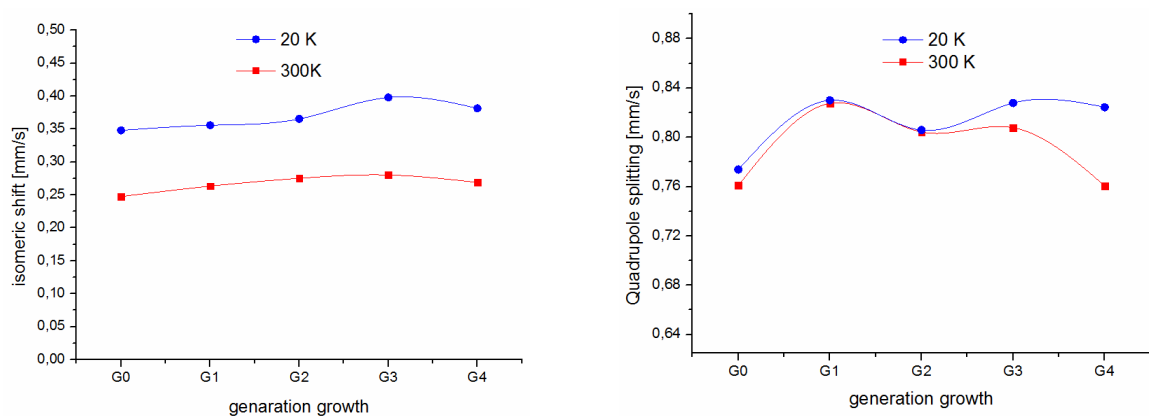 isomeric shift [mm/s]
0,50
0,45
0,40
0,35
0,30
0,25
0,20
0,15
0,10
0,05
0,00
20 K
300K
G0 G1 G2 G3 G4
genaration growth
Quadrupole splitting [mm/s]
0,88
0,84
0,80
0,76
0,72
0,68
0,64
20 K
300 K
G0 G1 G2 G3 G4
generation growth